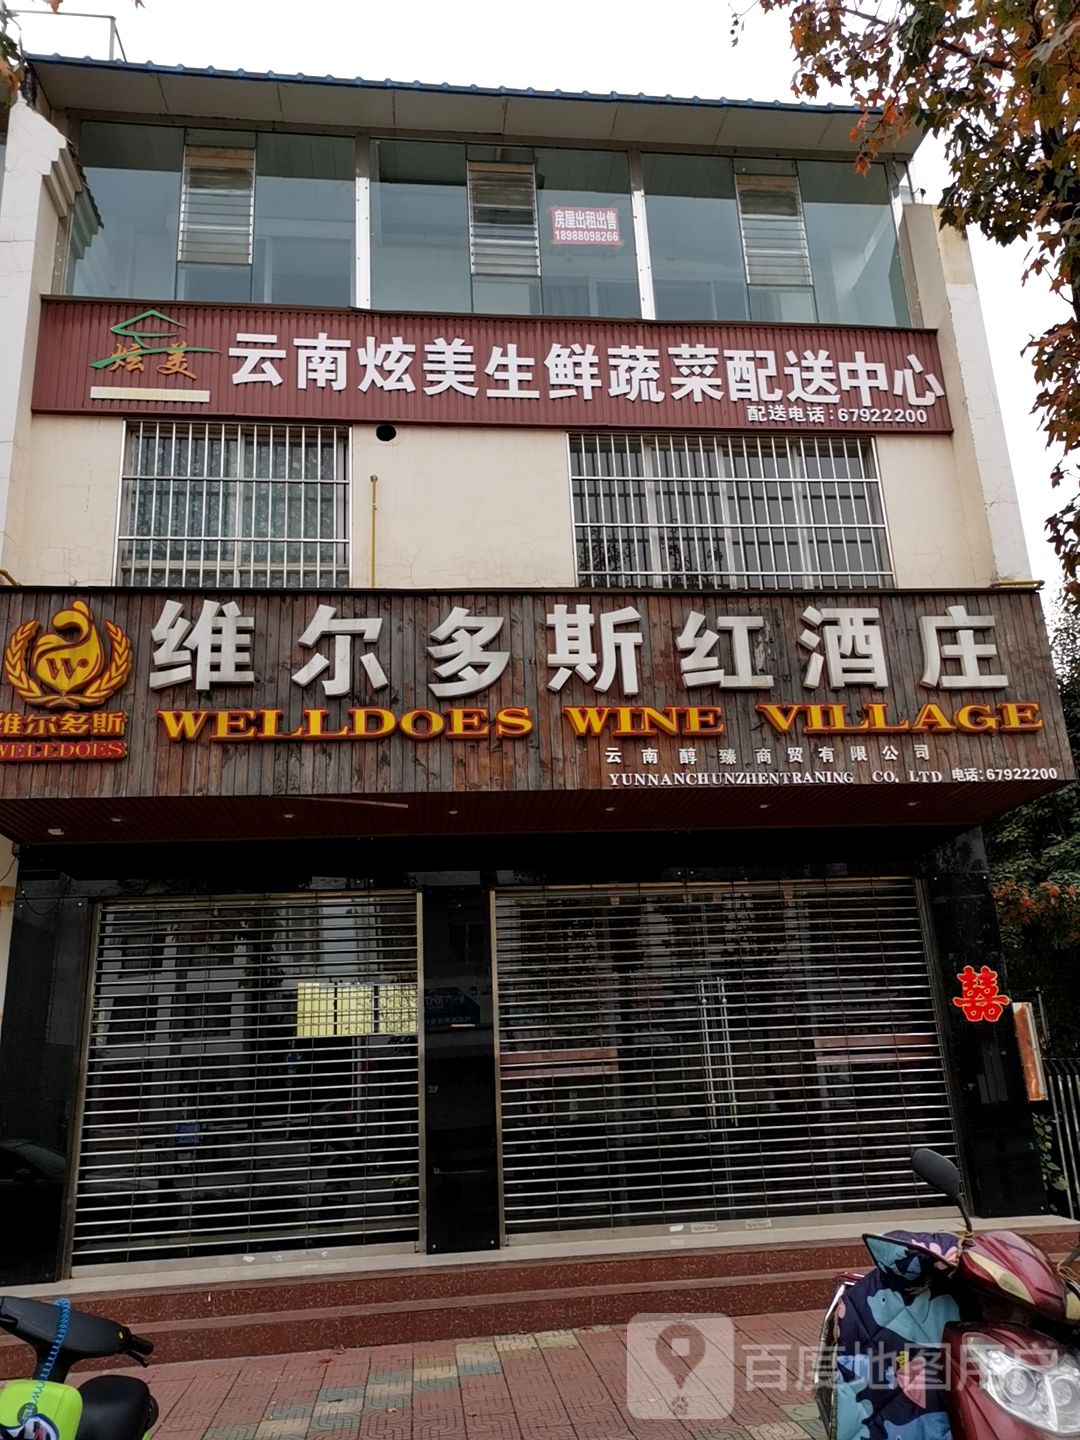 房屋出租出售
18988098266
炫美
云南炫美生鲜蔬菜配送中心
配送电话:67922200
维尔多斯红酒庄
WELLDOES WINE VILLAGE
W
维尔多斯
WELLDOES
云南醇臻商贸有限公司
YUNNANCHUNZHENTRANING CO, LTD 电话:67922200
囍
百度地图用户